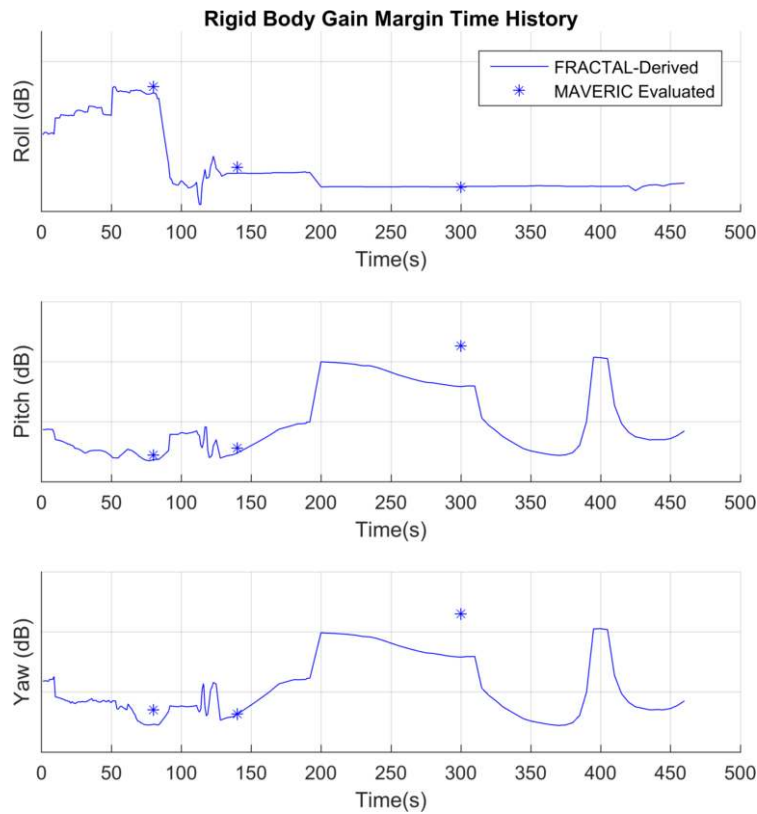 Rigid Body Gain Margin Time History
FRACTAL-Derived
MAVERIC Evaluated
Roll (dB)
0 50 100 150 200 250 300 350 400 450 500
Time(s)
Pitch (dB)
0 50 100 150 200 250 300 350 400 450 500
Time(s)
Yaw (dB)
0 50 100 150 200 250 300 350 400 450 500
Time(s)